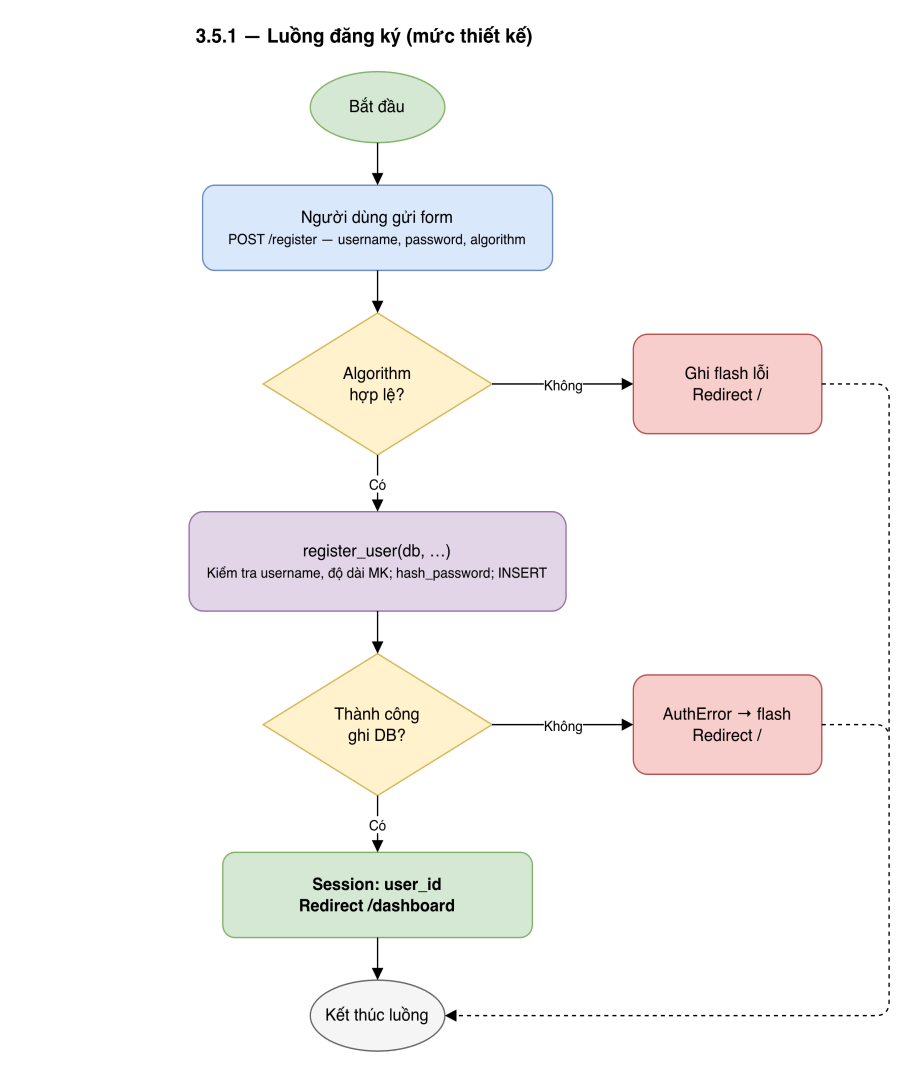 3.5.1 — Luồng đăng ký (mức thiết kế)
Bắt đầu
Người dùng gửi form
POST /register — username, password, algorithm
Algorithm
hợp lệ?
Không
Ghi flash lỗi
Redirect /
Có
register_user(db, …)
Kiểm tra username, độ dài MK; hash_password; INSERT
Thành công
ghi DB?
Không
AuthError → flash
Redirect /
Có
Session: user_id
Redirect /dashboard
Kết thúc luồng